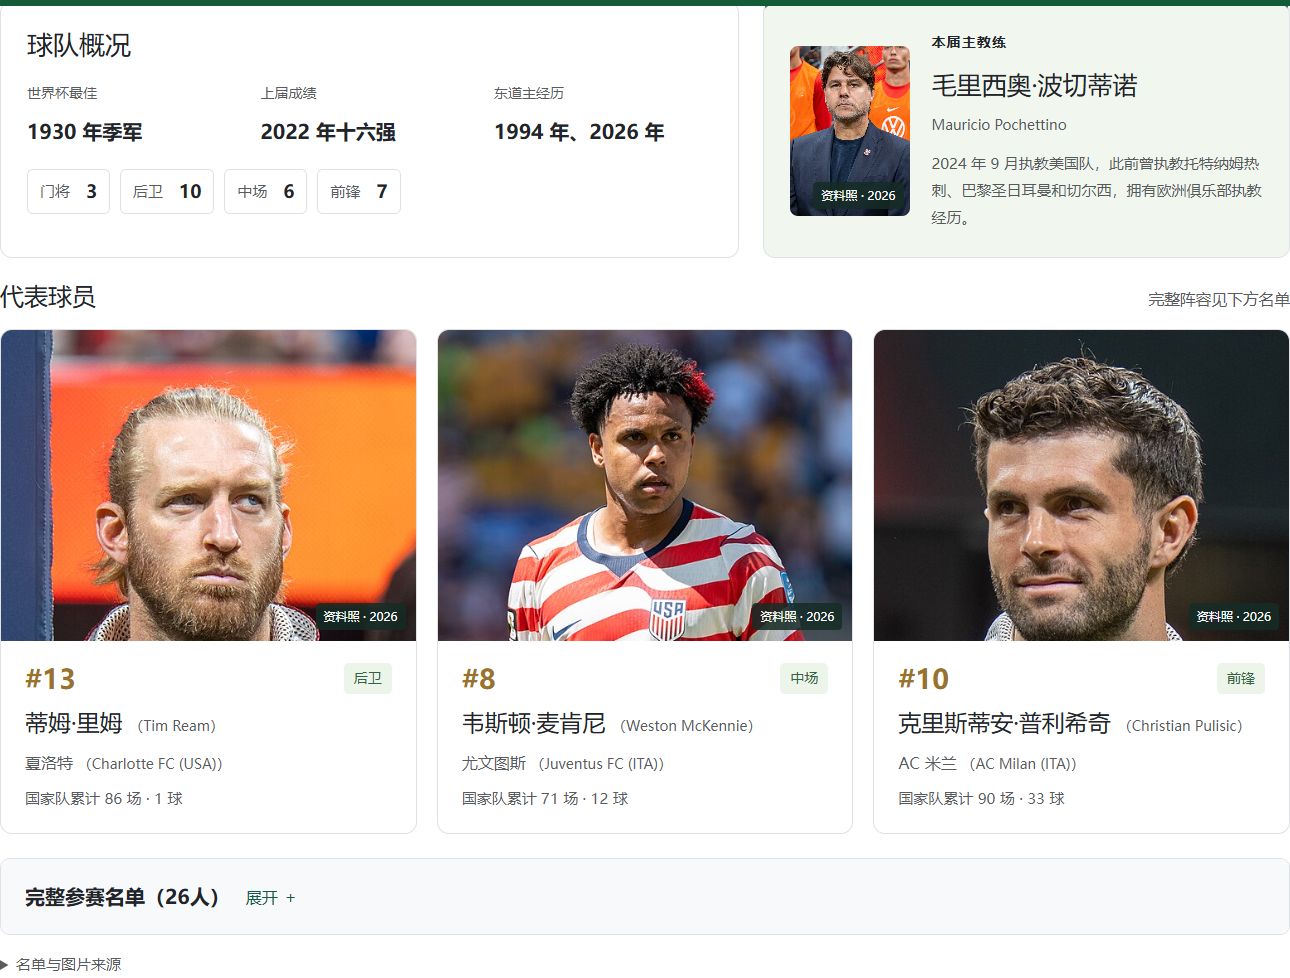 球队概况
世界杯最佳
1930 年季军
上届成绩
2022 年十六强
东道主经历
1994 年、2026 年
门将 3
后卫 10
中场 6
前锋 7
资料照 · 2026
本届主教练
毛里西奥·波切蒂诺
Mauricio Pochettino
2024 年 9 月执教美国队，此前曾执教托特纳姆热
刺、巴黎圣日耳曼和切尔西，拥有欧洲俱乐部执教
经历。
代表球员
完整阵容见下方名单
资料照 · 2026
#13
后卫
蒂姆·里姆 （Tim Ream）
夏洛特 （Charlotte FC (USA)）
国家队累计 86 场 · 1 球
USA
资料照 · 2026
#8
中场
韦斯顿·麦肯尼 （Weston McKennie）
尤文图斯 （Juventus FC (ITA)）
国家队累计 71 场 · 12 球
资料照 · 2026
#10
前锋
克里斯蒂安·普利希奇 （Christian Pulisic）
AC 米兰 （AC Milan (ITA)）
国家队累计 90 场 · 33 球
完整参赛名单（26人） 展开 +
名单与图片来源